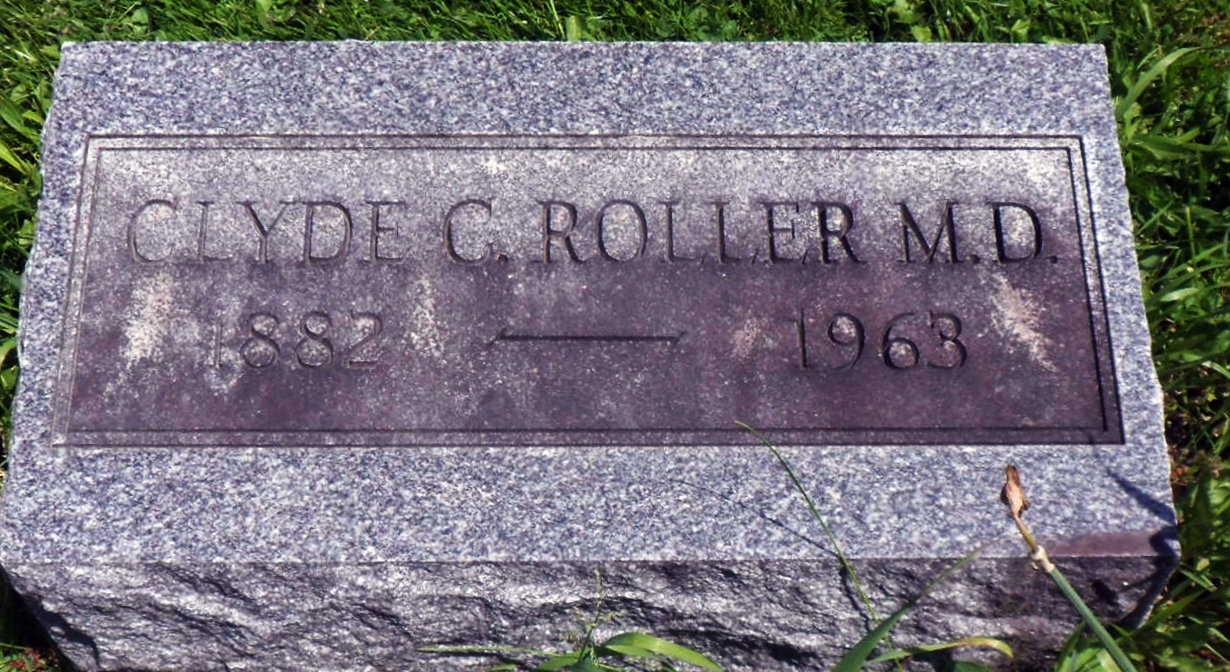 CLYDE C. ROLLER M.D.
1882 — 1963